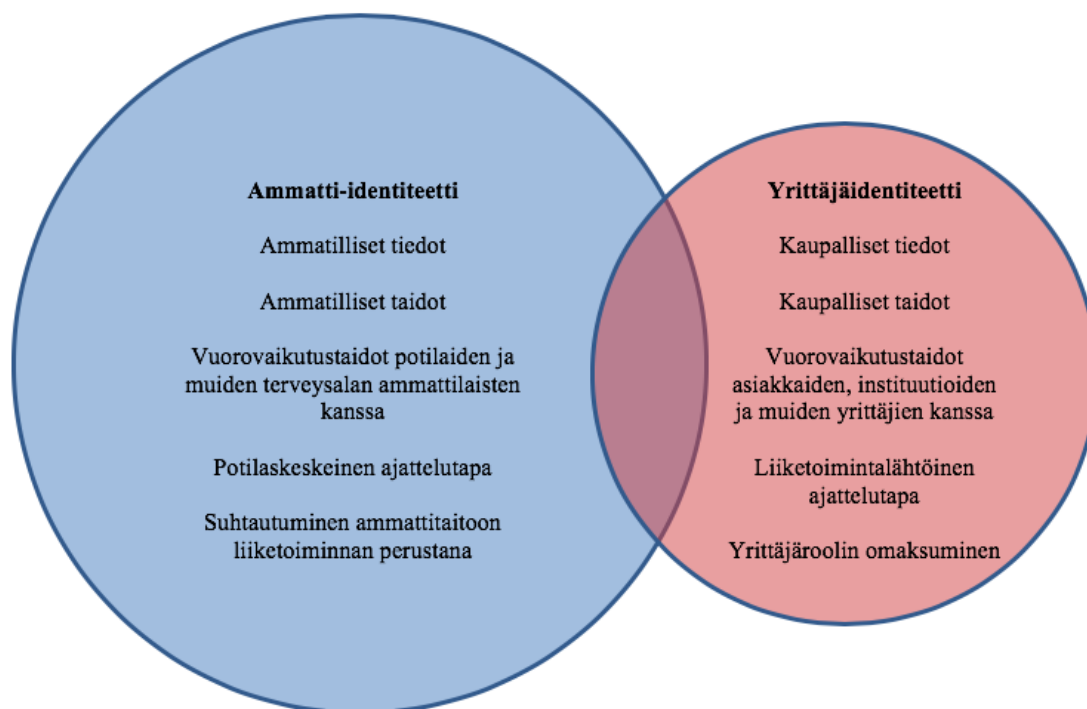 Ammatti-identiteetti
Ammatilliset tiedot
Ammatilliset taidot
Vuorovaikutustaidot potilaiden ja
muiden terveysalan ammattilaisten
kanssa
Potilaskeskeinen ajattelutapa
Suhtautuminen ammattitaitoon
liiketoiminnan perustana
Yrittäjäidentiteetti
Kaupalliset tiedot
Kaupalliset taidot
Vuorovaikutustaidot
asiakkaiden, instituutioiden
ja muiden yrittäjien kanssa
Liiketoimintalähtöinen
ajattelutapa
Yrittäjäroolin omaksuminen